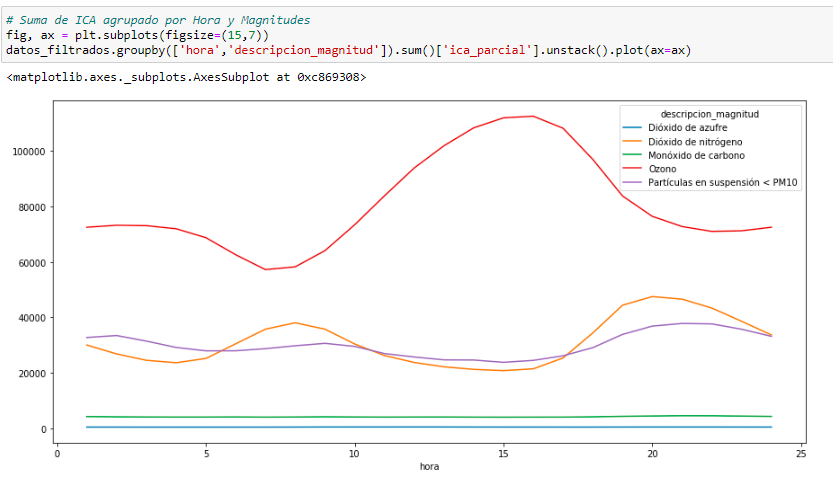 # Suma de ICA agrupado por Hora y Magnitudes
fig, ax = plt.subplots(figsize=(15,7))
datos_filtrados.groupby(['hora','descripcion_magnitud']).sum()['ica_parcial'].unstack().plot(ax=ax)
<matplotlib.axes._subplots.AxesSubplot at 0xc869308>
descripcion_magnitud
Dióxido de azufre
Dióxido de nitrógeno
Monóxido de carbono
Ozono
Partículas en suspensión < PM10
100000
80000
60000
40000
20000
0
0 5 10 15 20 25
hora